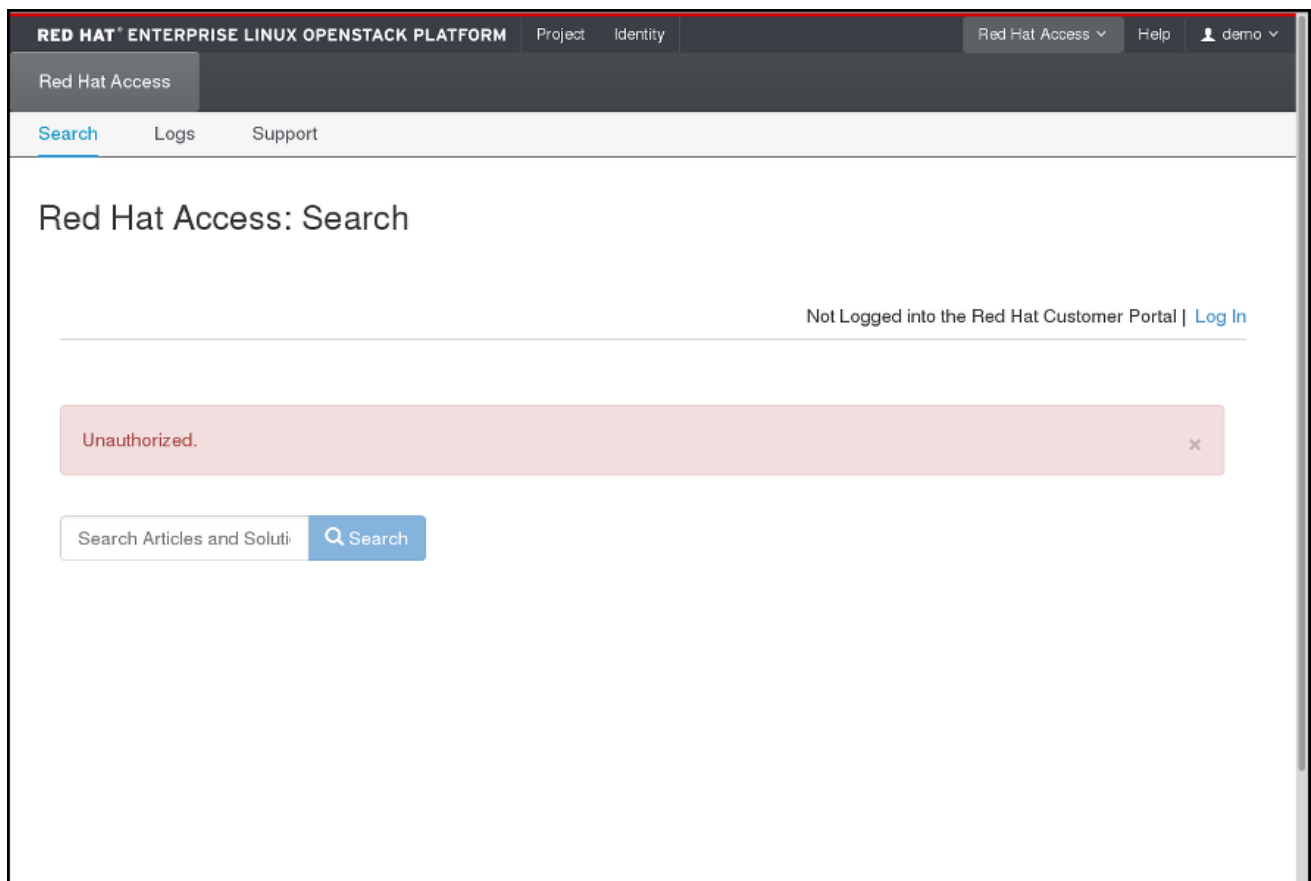 RED HAT® ENTERPRISE LINUX OPENSTACK PLATFORM Project Identity Red Hat Access Help demo
Red Hat Access
Search Logs Support
Red Hat Access: Search
Not Logged into the Red Hat Customer Portal | Log In
Unauthorized. ×
Search Articles and Soluti Search